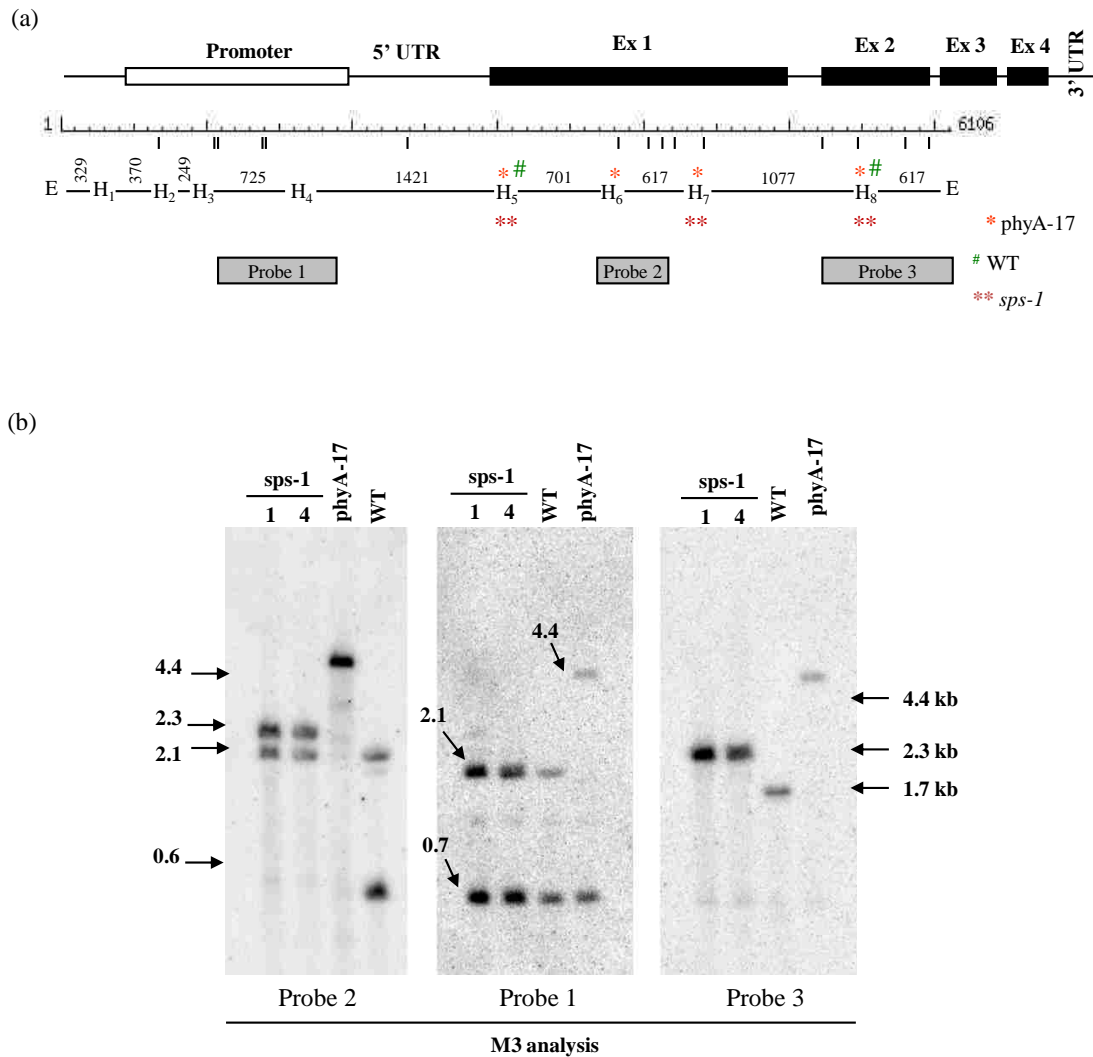 (a)
Promoter 5’ UTR Ex 1 Ex 2 Ex 3 Ex 4 3’ UTR
1 6106
329 370 249 725 1421 * # 701 * 617 * 1077 * # 617
E H1 H2 H3 H4 H5 H6 H7 H8 E
** ** **
* phyA-17
Probe 1 Probe 2 Probe 3
# WT
** sps-1
(b)
sps-1 phyA-17 WT
1 4
sps-1 WT phyA-17
1 4
sps-1 WT phyA-17
1 4
4.4
2.3
2.1
0.6
4.4
2.1
0.7
4.4 kb
2.3 kb
1.7 kb
Probe 2 Probe 1 Probe 3
M3 analysis